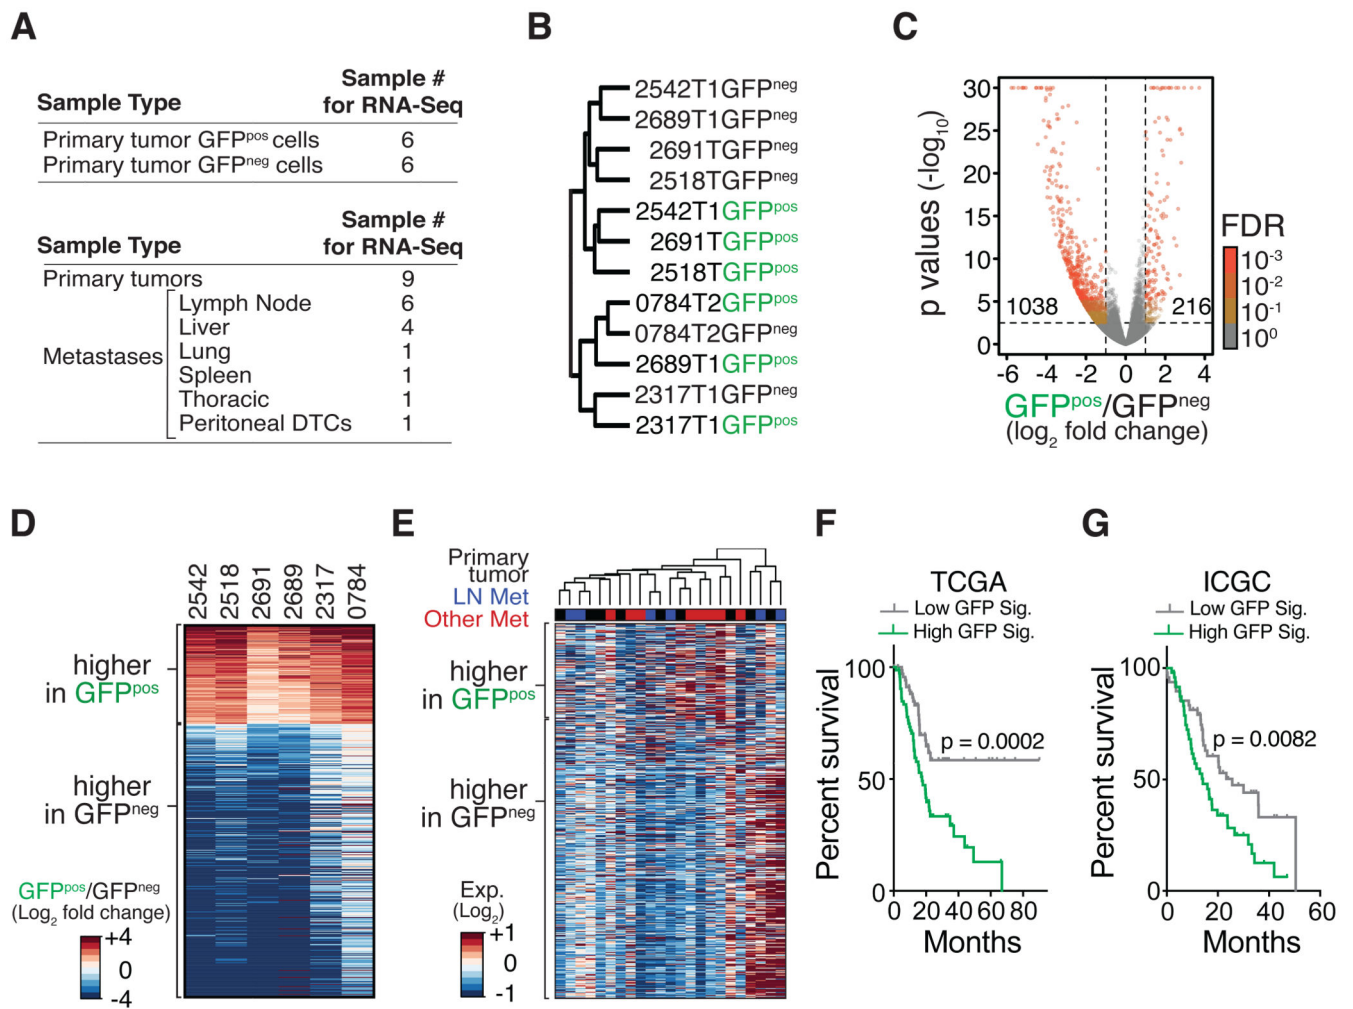 A
Sample Type
Sample #
for RNA-Seq
Primary tumor GFPpos cells 6
Primary tumor GFPneg cells 6
Sample Type
Sample #
for RNA-Seq
Primary tumors 9
Metastases
Lymph Node 6
Liver 4
Lung 1
Spleen 1
Thoracic 1
Peritoneal DTCs 1
B
2542T1GFPneg
2689T1GFPneg
2691TGFPneg
2518TGFPneg
2542T1GFPpos
2691TGFPpos
2518TGFPpos
0784T2GFPpos
0784T2GFPneg
2689T1GFPpos
2317T1GFPneg
2317T1GFPpos
C
p values (-log10)
30
25
20
15
10
5
0
1038
216
-6 -4 -2 0 2 4
GFPpos/GFPneg
(log2 fold change)
FDR
10-3
10-2
10-1
100
D
2542
2518
2691
2689
2317
0784
higher
in GFPpos
higher
in GFPneg
GFPpos/GFPneg
(Log2 fold change)
+4
0
-4
E
Primary
tumor
LN Met
Other Met
higher
in GFPpos
higher
in GFPneg
Exp.
(Log2)
+1
0
-1
F
TCGA
Low GFP Sig.
High GFP Sig.
Percent survival
100
50
0
p = 0.0002
0 20 40 60 80
Months
G
ICGC
Low GFP Sig.
High GFP Sig.
Percent survival
100
50
0
p = 0.0082
0 20 40 60
Months